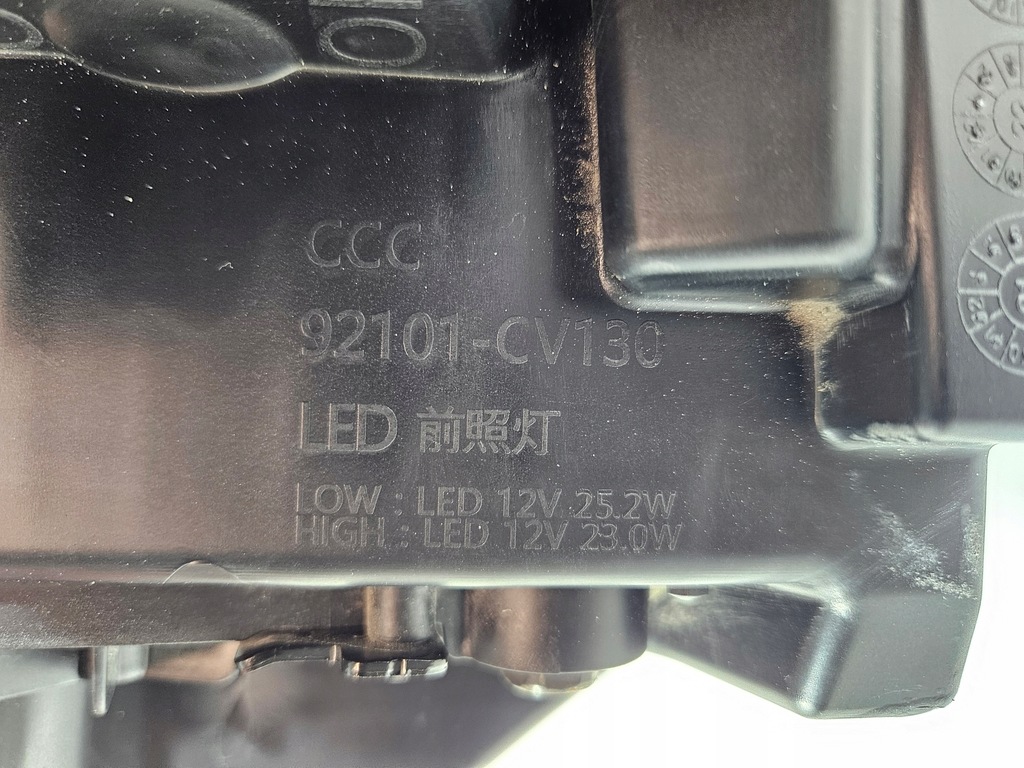 CCC
92101-CV130
LED 前照灯
LOW : LED 12V 25.2W
HIGH : LED 12V 23.0W